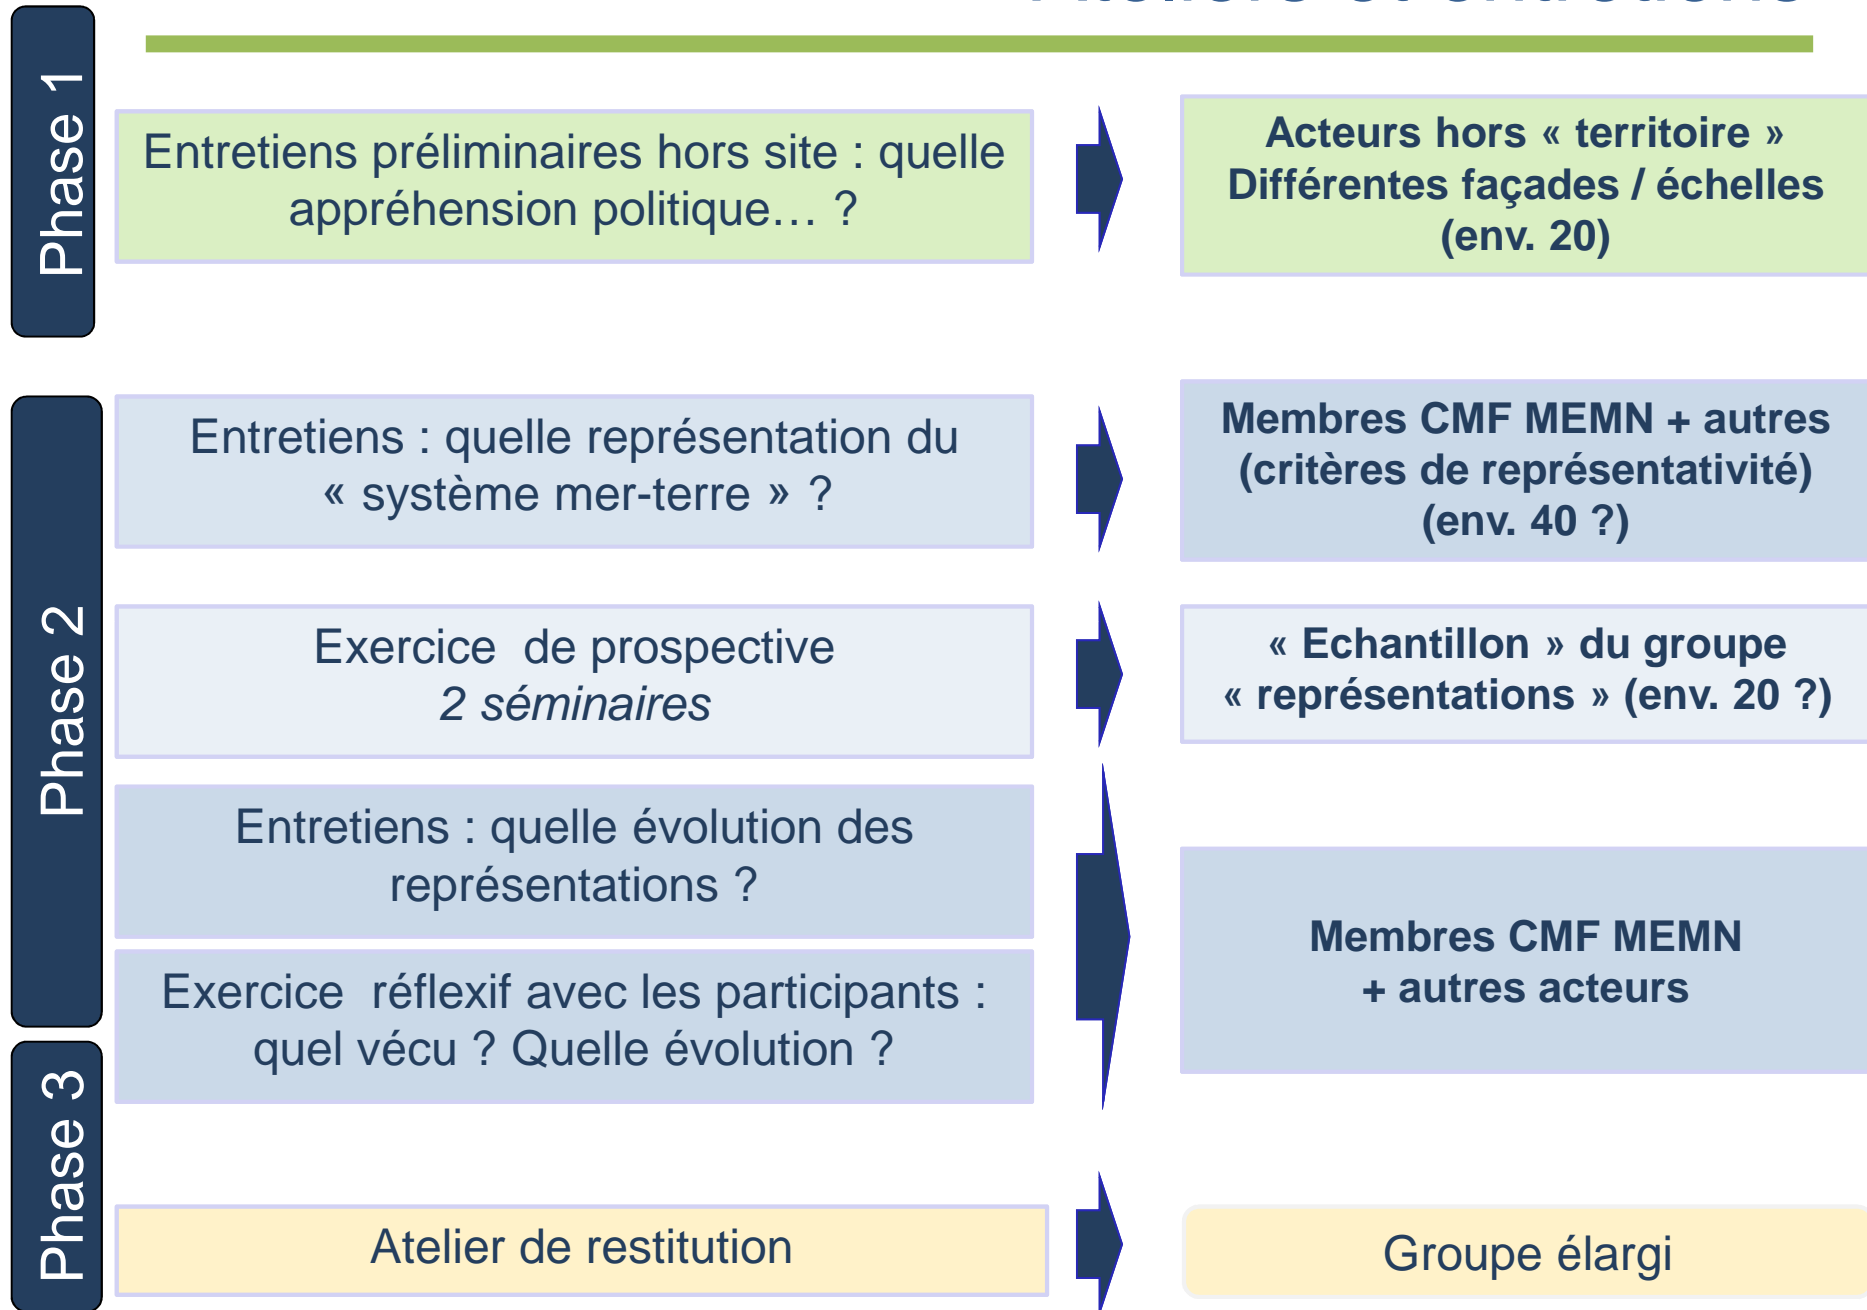 Ateliers et entretiens
Phase 1
Entretiens préliminaires hors site : quelle
appréhension politique… ?
Acteurs hors « territoire »
Différentes façades / échelles
(env. 20)
Phase 2
Entretiens : quelle représentation du
« système mer-terre » ?
Membres CMF MEMN + autres
(critères de représentativité)
(env. 40 ?)
Exercice  de prospective
2 séminaires
« Echantillon » du groupe
« représentations » (env. 20 ?)
Entretiens : quelle évolution des
représentations ?
Exercice  réflexif avec les participants :
quel vécu ? Quelle évolution ?
Membres CMF MEMN
+ autres acteurs
Phase 3
Atelier de restitution
Groupe élargi